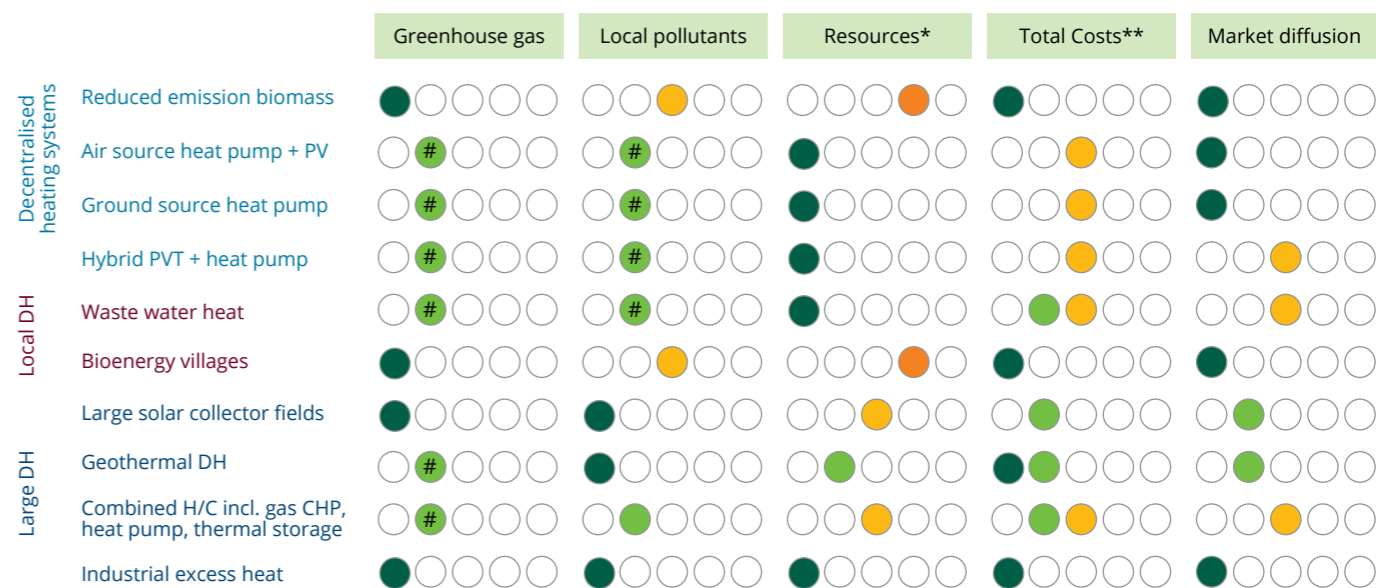 Greenhouse gas
Local pollutants
Resources*
Total Costs**
Market diffusion
Decentralised
heating systems
Reduced emission biomass
Air source heat pump + PV
# #
Ground source heat pump
# #
Hybrid PVT + heat pump
# #
Local DH
Waste water heat
# #
Bioenergy villages
Large DH
Large solar collector fields
Geothermal DH
#
Combined H/C incl. gas CHP,
heat pump, thermal storage
#
Industrial excess heat